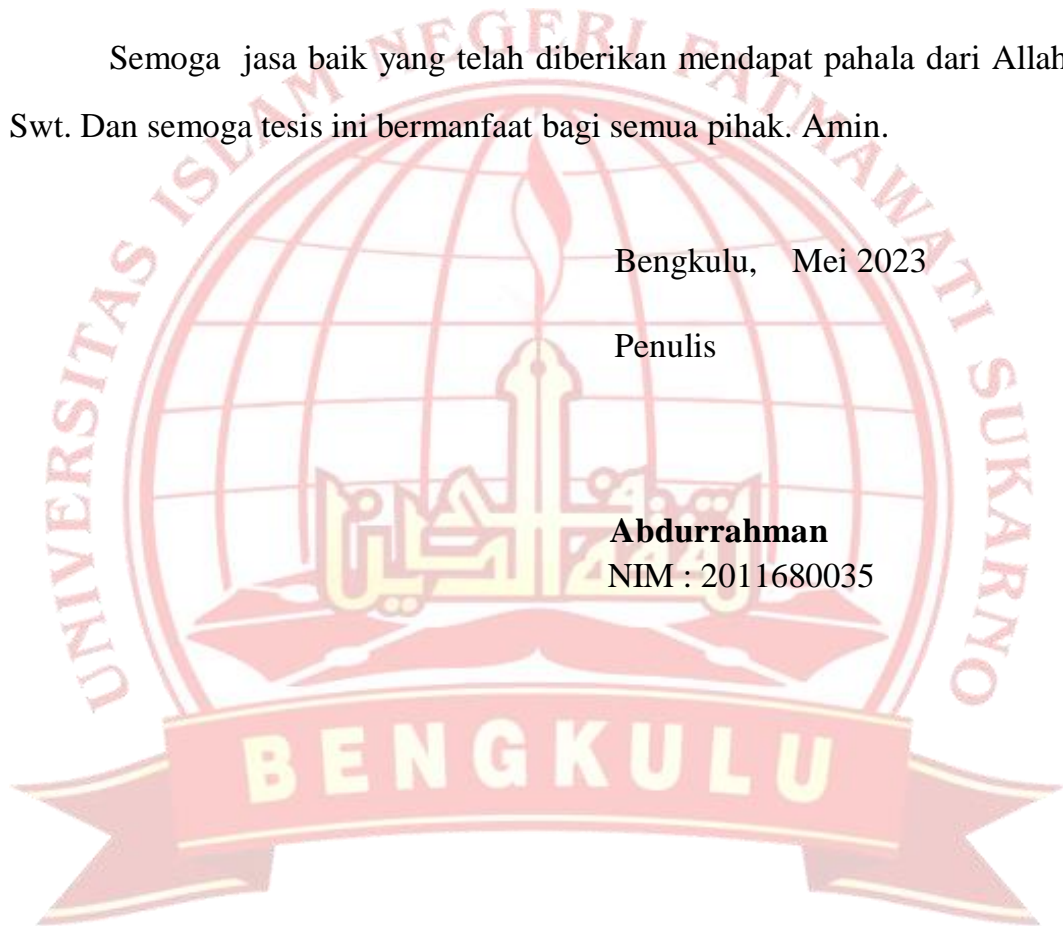 Semoga jasa baik yang telah diberikan mendapat pahala dari Allah
Swt. Dan semoga tesis ini bermanfaat bagi semua pihak. Amin.
Bengkulu, Mei 2023
Penulis
Abdurrahman
NIM : 2011680035
UNIVERSITAS ISLAM NEGERI FATMAWATI SUKARNO
BENGKULU